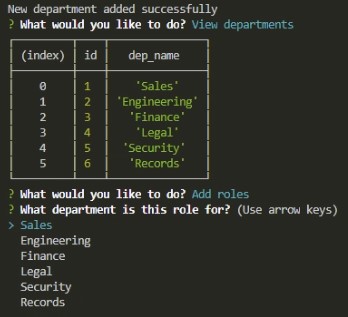 New department added successfully
? What would you like to do? View departments
(index) id dep_name
0 1 'Sales'
1 2 'Engineering'
2 3 'Finance'
3 4 'Legal'
4 5 'Security'
5 6 'Records'
? What would you like to do? Add roles
? What department is this role for? (Use arrow keys)
> Sales
Engineering
Finance
Legal
Security
Records